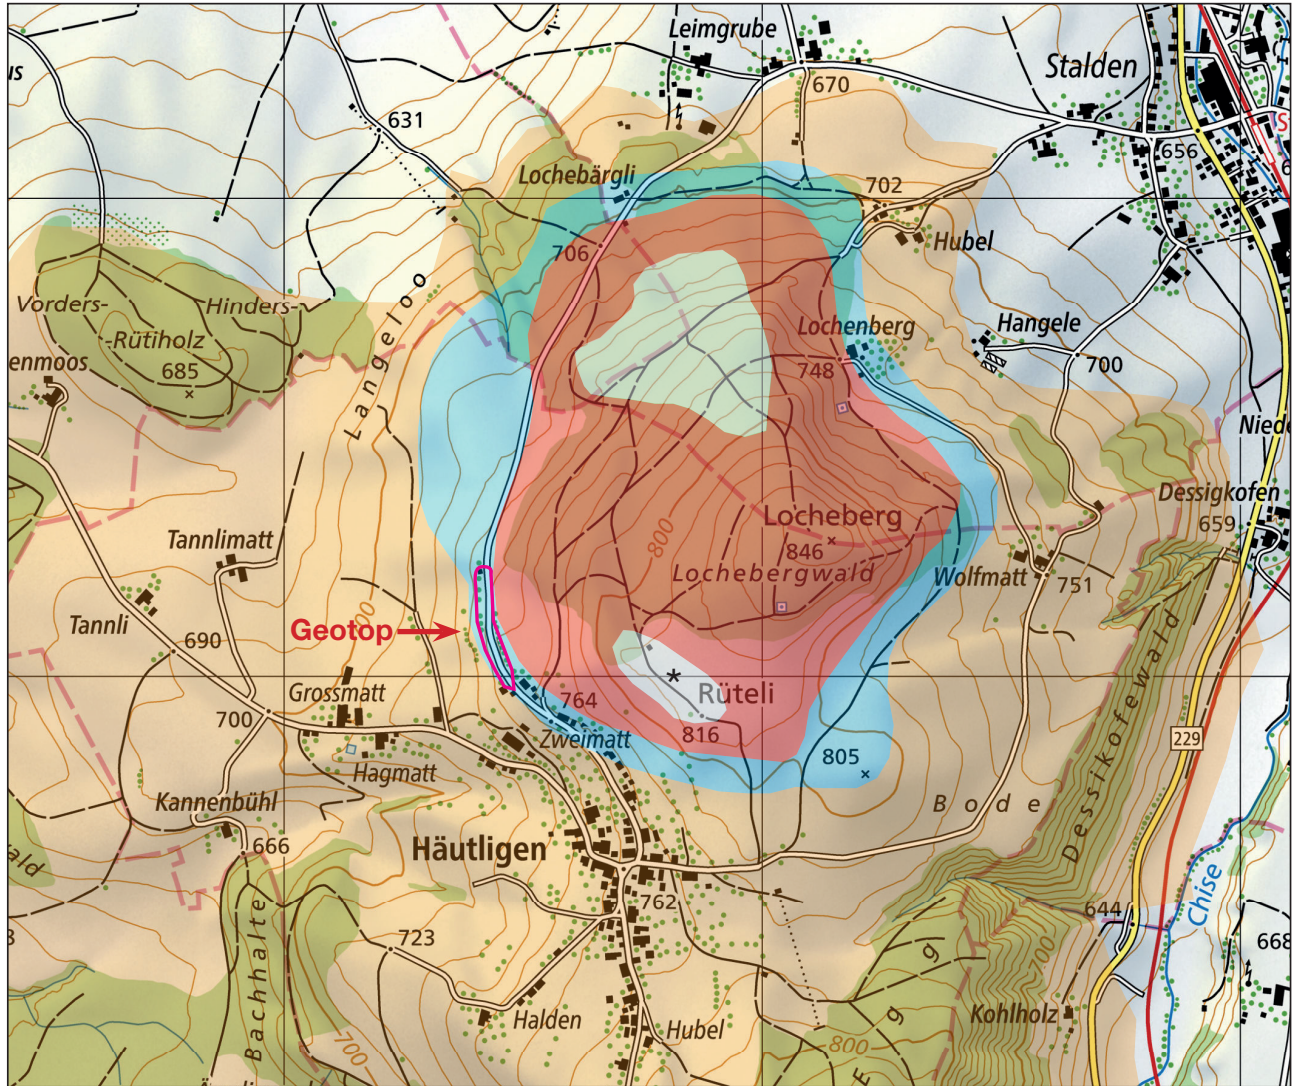 Leimgrube
Stalden
us
670
631
656
S
Lochebärgli
702
Hubel
706
Vorders-
Hinders-
-Rütiholz
Langeloo
Lochenberg
Hangele
enmoos
685
748
700
Niede
Dessigkofen
659
Locheberg
800
846
Tannlimatt
Lochebergwald
Wolfmatt
751
Tannli
Geotop
690
Grossmatt
764
*
Rüteli
700
816
Zweimatt
229
Hagmatt
805
Dessikofewald
Kannenbühl
Bode
666
Häutligen
ald
762
Chise
644
723
668
700
Bachhalte
Kohlholz
Halden
Hubel
700
800